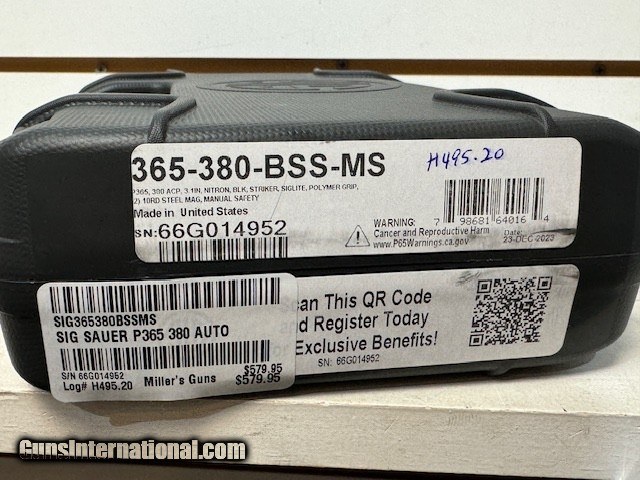 365-380-BSS-MS
H495.20
P365, 380 ACP, 3.1IN, NITRON, BLK, STRIKER, SIGLITE, POLYMER GRIP,
(2) 10RD STEEL MAG, MANUAL SAFETY
Made in United States
SN:66G014952
WARNING:
Cancer and Reproductive Harm
www.P65Warnings.ca.gov
7 98681 64016 4
Date:
23-DEC-2023
SIG365380BSSMS
SIG SAUER P365 380 AUTO
S/N 66G014952
$579.95
Log# H495.20 Miller's Guns $579.95
can This QR Code
nd Register Today
Exclusive Benefits!
SN: 66G014952
GunsInternational.com